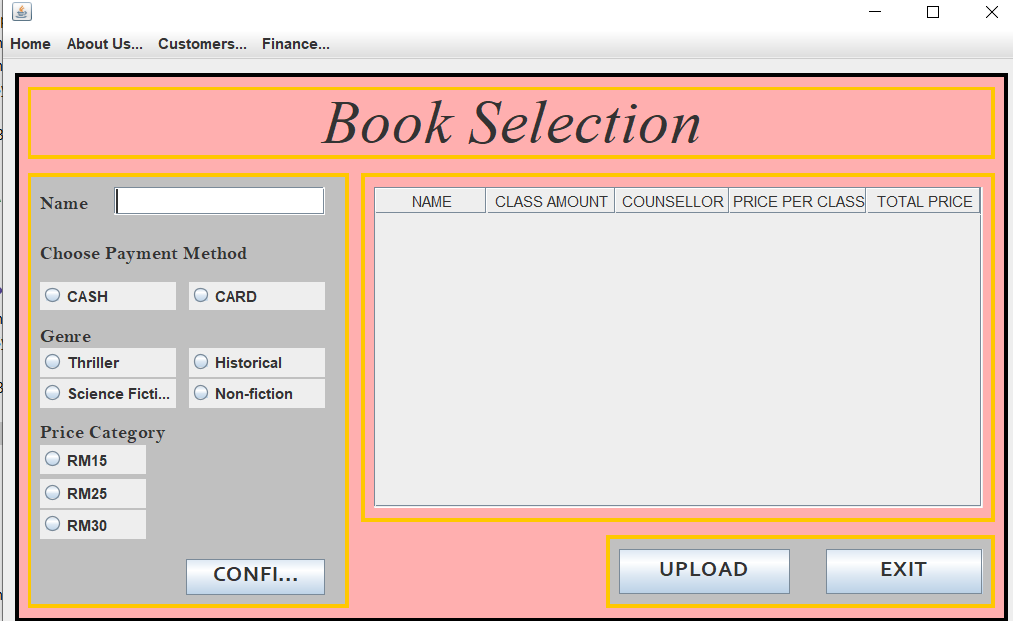 Home About Us... Customers... Finance...
Book Selection
Name
Choose Payment Method
CASH CARD
Genre
Thriller Historical
Science Ficti... Non-fiction
Price Category
RM15
RM25
RM30
CONFI...
NAME CLASS AMOUNT COUNSELLOR PRICE PER CLASS TOTAL PRICE
UPLOAD EXIT